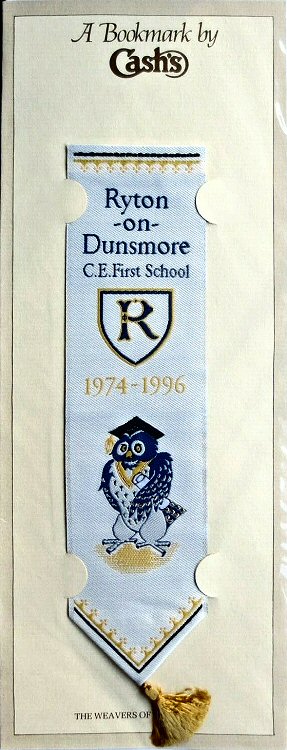 A Bookmark by
Cash's
Ryton
-on-
Dunsmore
C.E. First School
R
1974-1996
THE WEAVERS OF